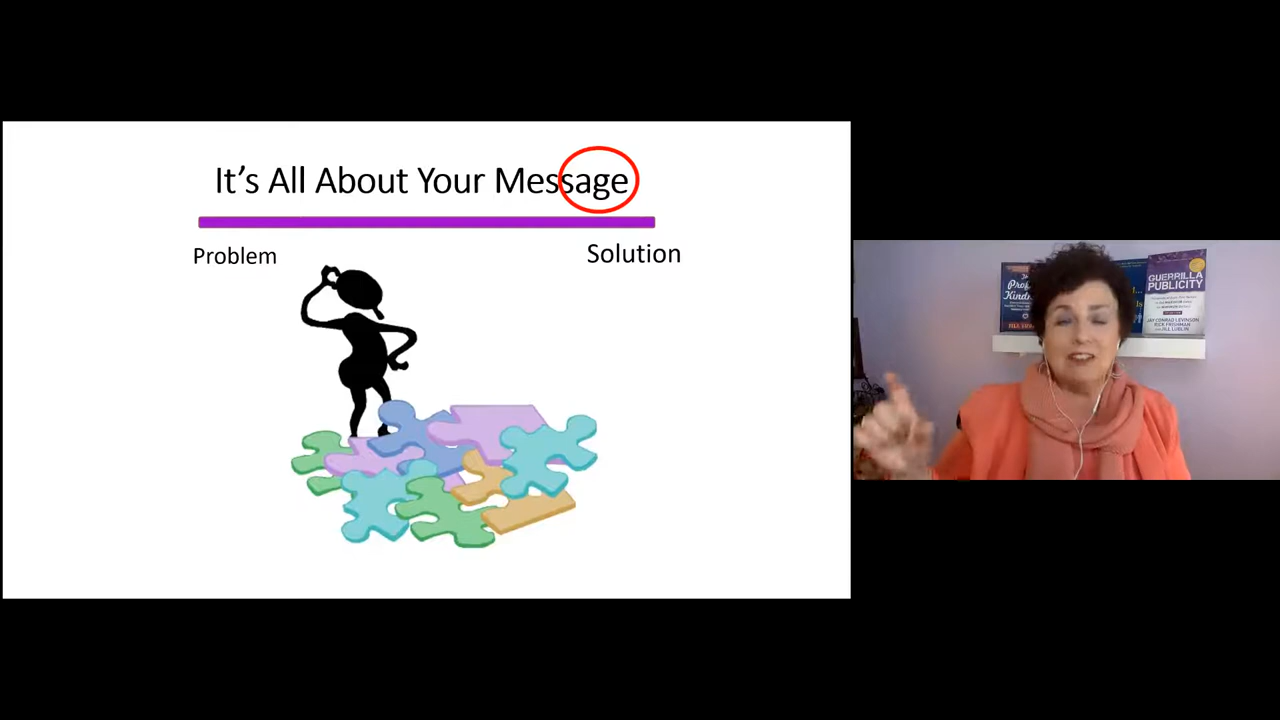 It's All About Your Message
Problem
Solution
GUERRILLA
PUBLICITY
JAY CONRAD LEVINSON
RICK FRISHMAN
JILL LUBLIN